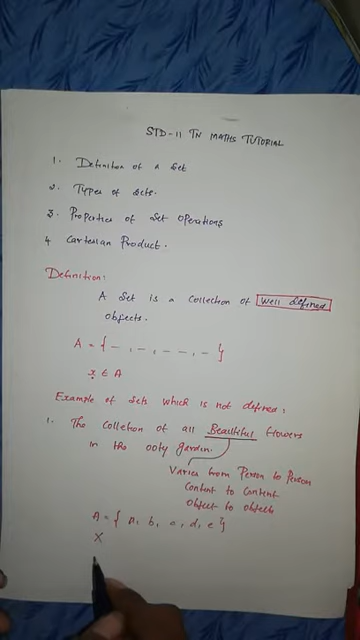 STD-11 TN MATHS TUTORIAL
1. Definition of a Set
2. Types of Sets.
3. Properties of Set Operations
4 Cartesian Product.
Definition:
A Set is a Collection of well defined
objects.
A = { — , — , — — , — }
x ∈ A
Example of Sets which is not defined:
1. The Colletion of all Beautiful flowers
in the ooty garden.
Varies from Person to Person
Content to Content
Object to objects
A = { a, b, c, d, e }
X